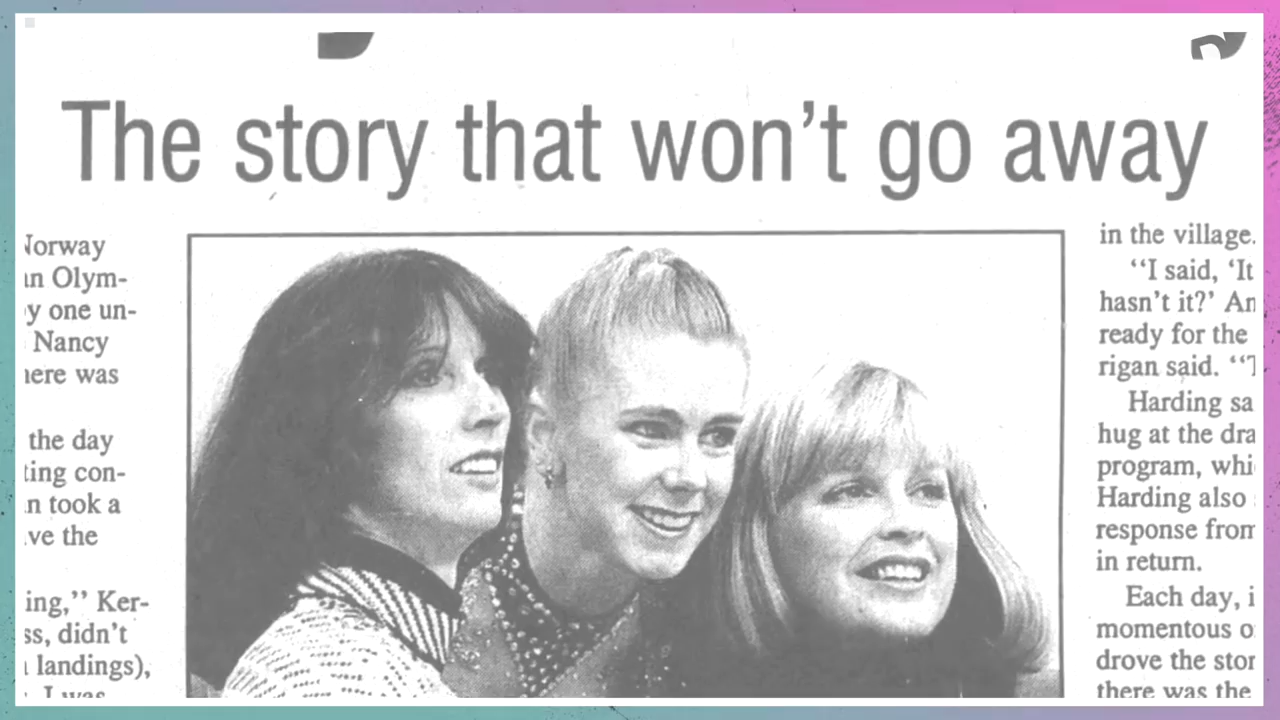 The story that won’t go away
Norway
an Olym-
by one un-
Nancy
here was
the day
ting con-
n took a
ve the
ing,’’ Ker-
ss, didn’t
landings),
I was
in the village.
‘‘I said, ‘It
hasn’t it?’ An
ready for the
rigan said. ‘‘T
Harding sa
hug at the dra
program, whi
Harding also
response from
in return.
Each day, i
momentous o
drove the stor
there was the